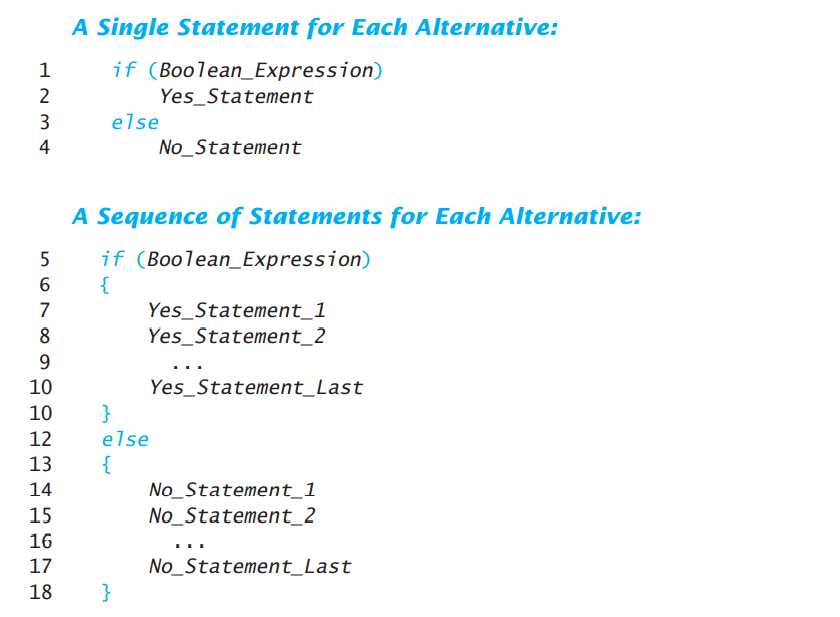 A Single Statement for Each Alternative:
1 if (Boolean_Expression)
2 Yes_Statement
3 else
4 No_Statement
A Sequence of Statements for Each Alternative:
5 if (Boolean_Expression)
6 {
7 Yes_Statement_1
8 Yes_Statement_2
9 ...
10 Yes_Statement_Last
10 }
12 else
13 {
14 No_Statement_1
15 No_Statement_2
16 ...
17 No_Statement_Last
18 }